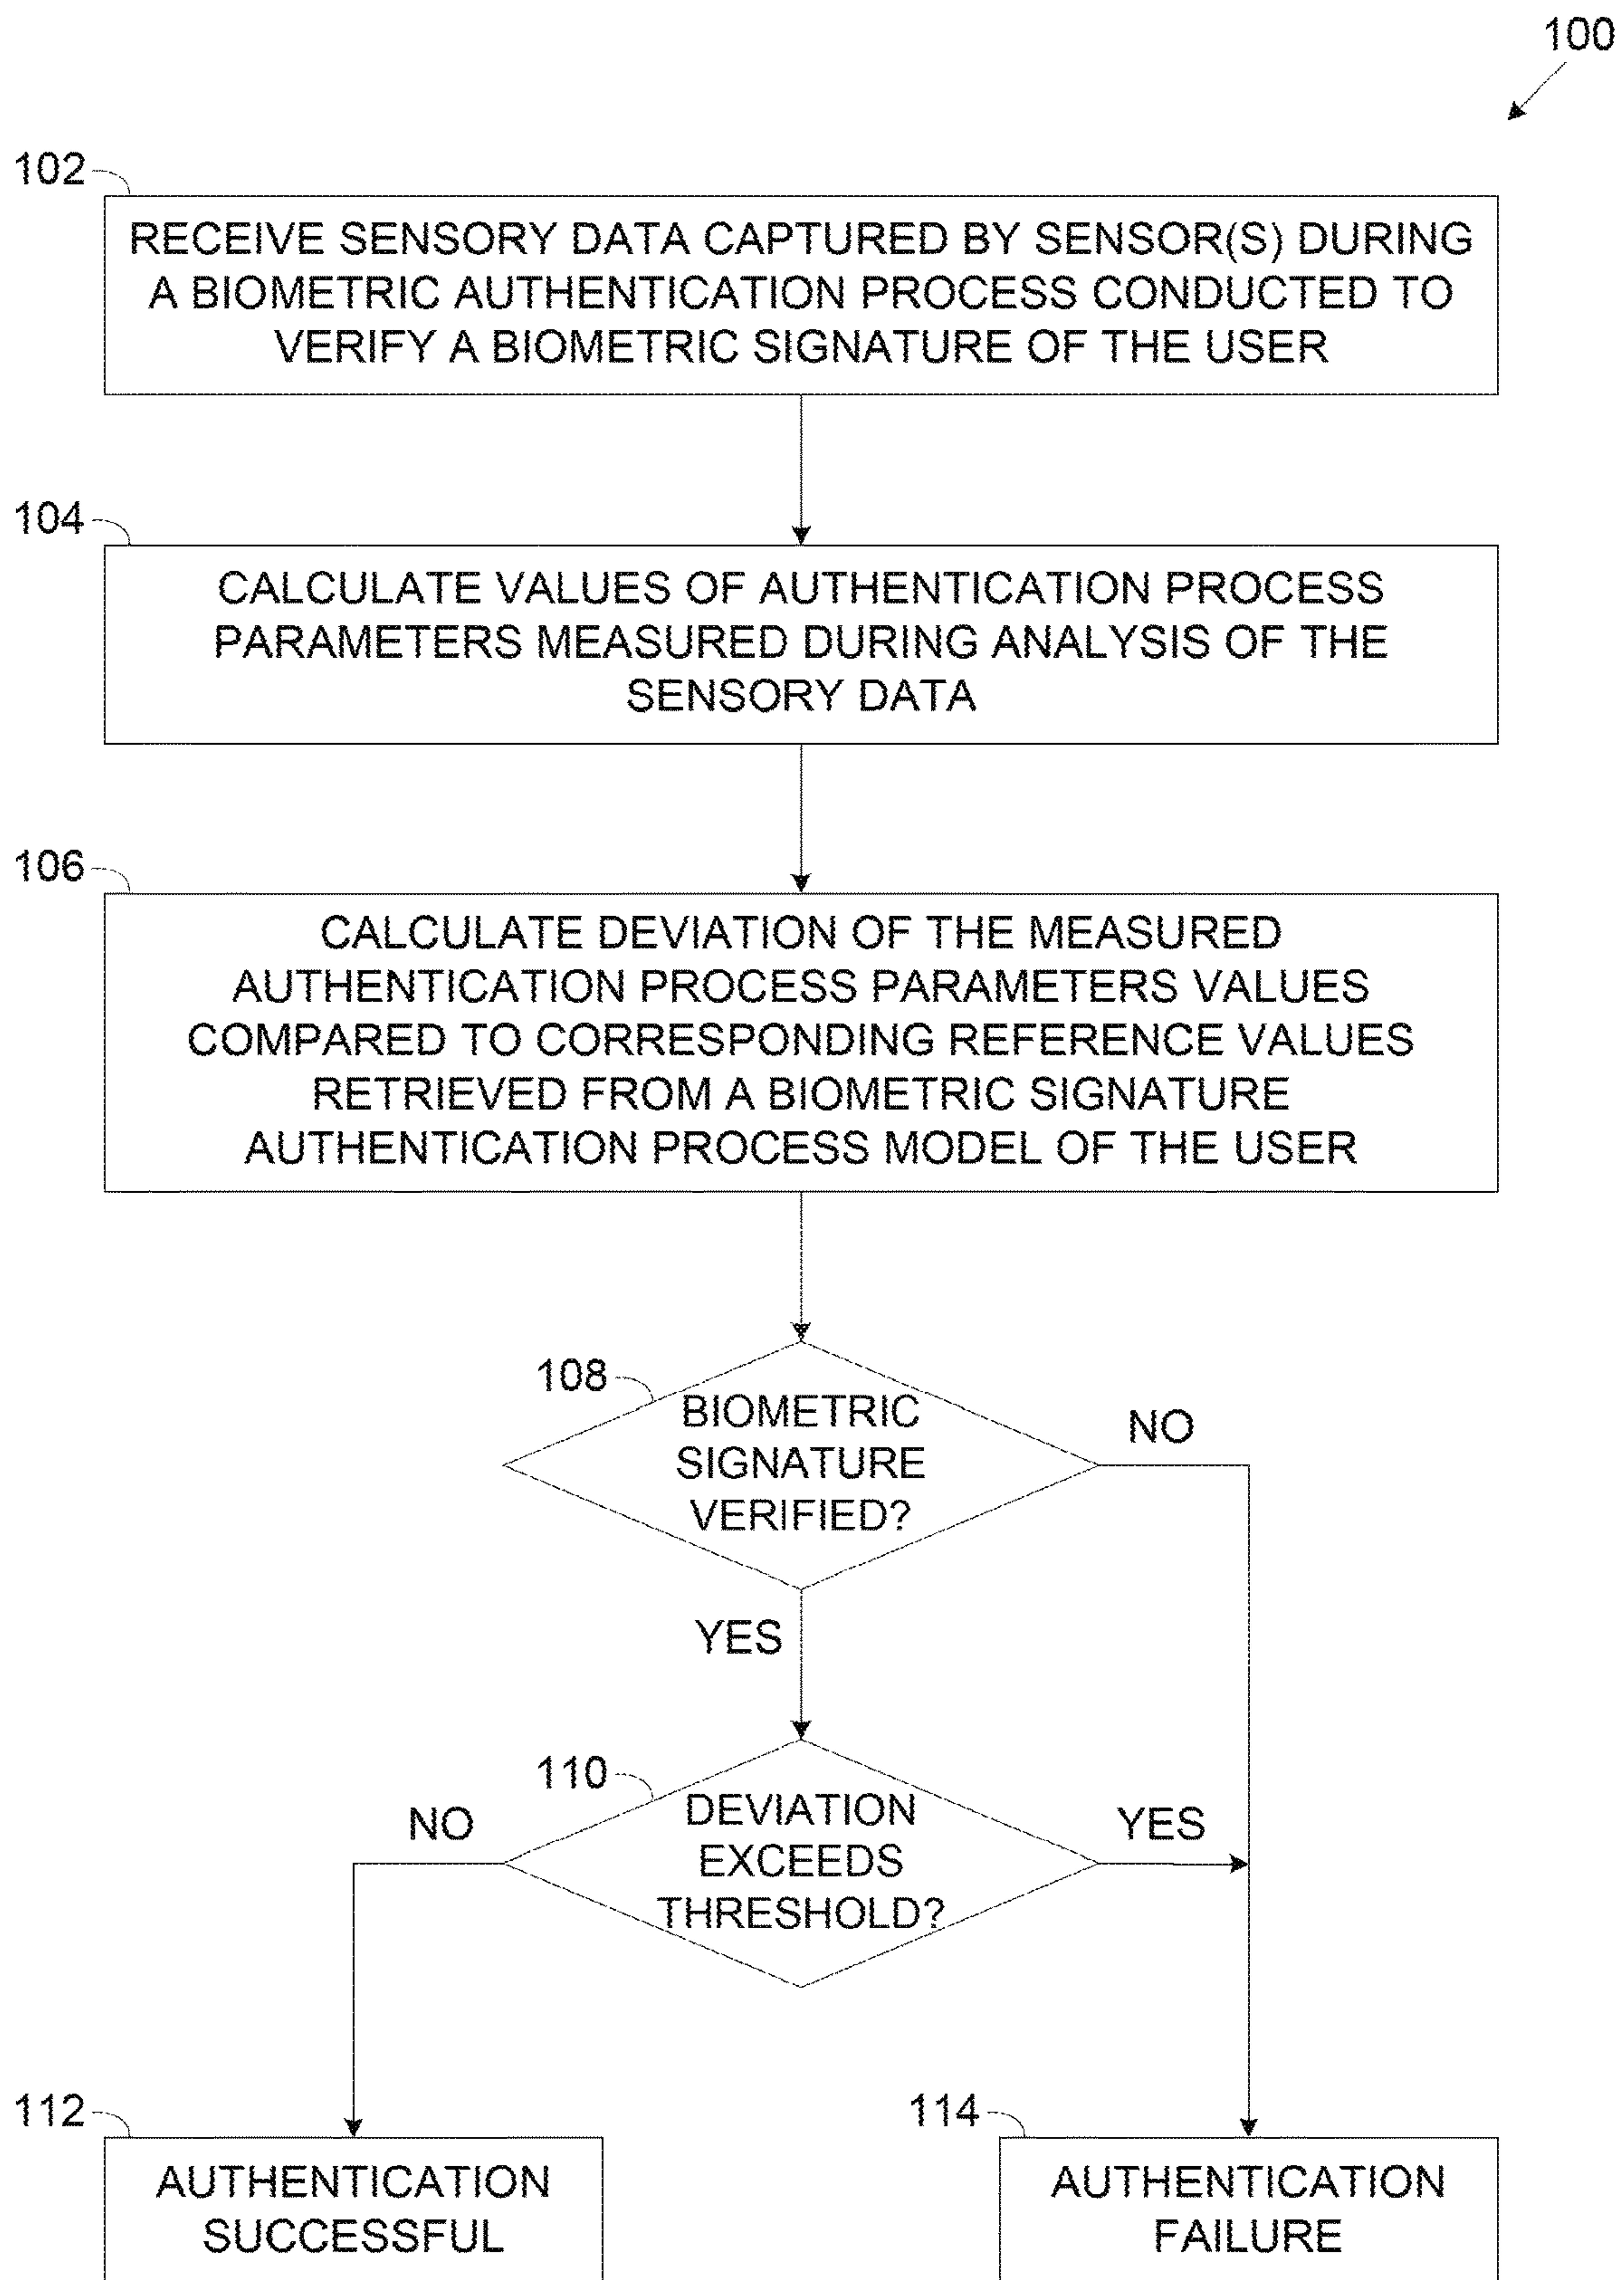 100
102
RECEIVE SENSORY DATA CAPTURED BY SENSOR(S) DURING
A BIOMETRIC AUTHENTICATION PROCESS CONDUCTED TO
VERIFY A BIOMETRIC SIGNATURE OF THE USER
104
CALCULATE VALUES OF AUTHENTICATION PROCESS
PARAMETERS MEASURED DURING ANALYSIS OF THE
SENSORY DATA
106
CALCULATE DEVIATION OF THE MEASURED
AUTHENTICATION PROCESS PARAMETERS VALUES
COMPARED TO CORRESPONDING REFERENCE VALUES
RETRIEVED FROM A BIOMETRIC SIGNATURE
AUTHENTICATION PROCESS MODEL OF THE USER
108
BIOMETRIC
SIGNATURE
VERIFIED?
NO
YES
110
DEVIATION
EXCEEDS
THRESHOLD?
NO
YES
112
AUTHENTICATION
SUCCESSFUL
114
AUTHENTICATION
FAILURE